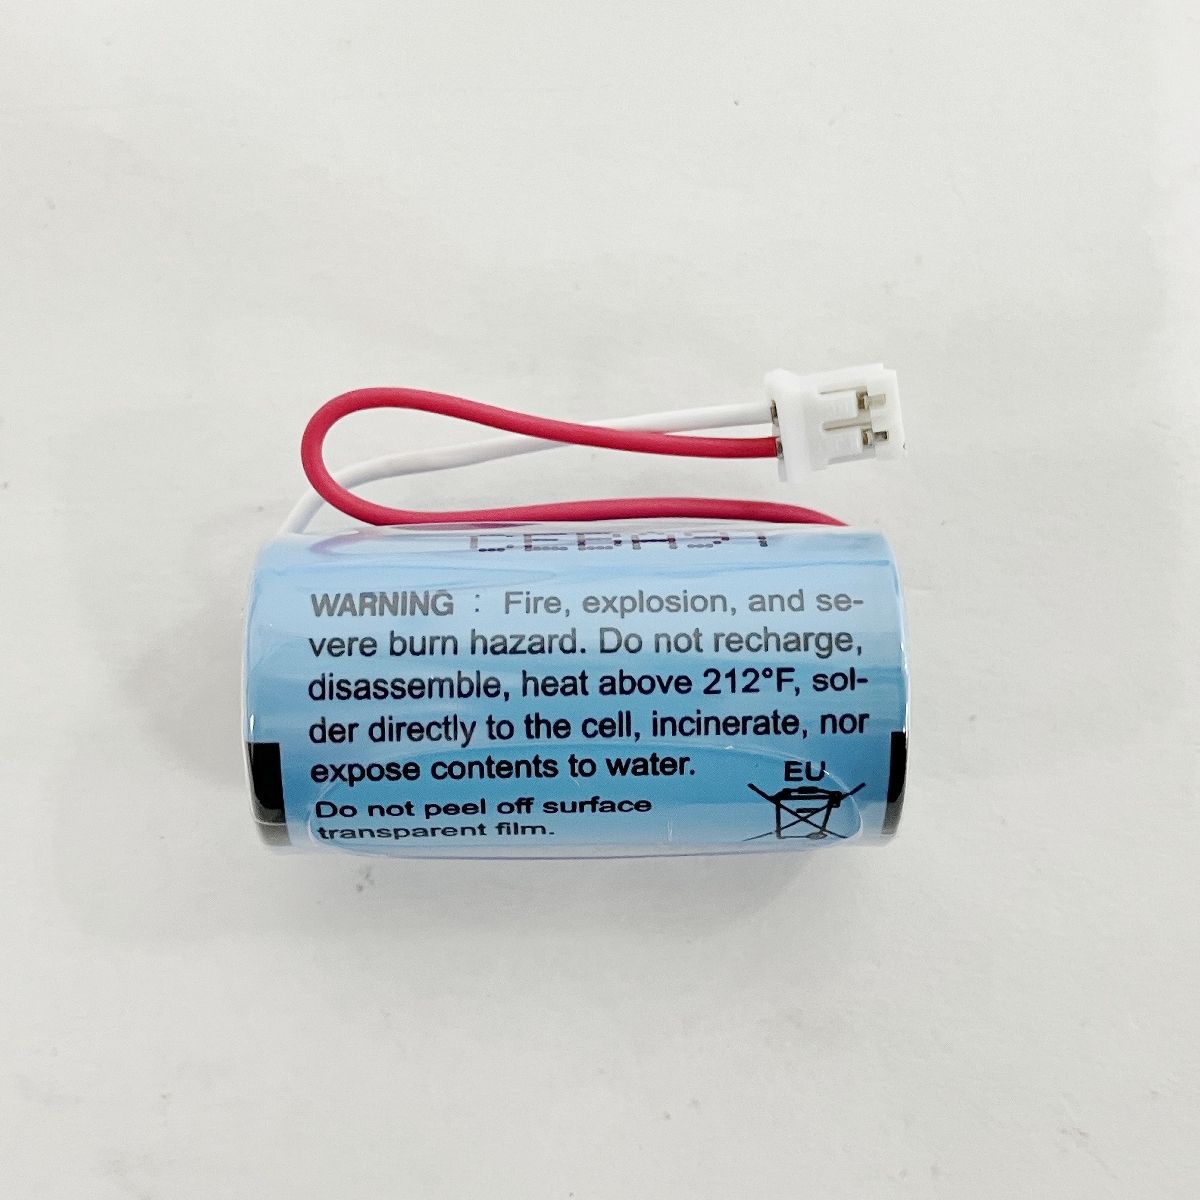 WARNING : Fire, explosion, and se-
vere burn hazard. Do not recharge,
disassemble, heat above 212°F, sol-
der directly to the cell, incinerate, nor
expose contents to water.
EU
Do not peel off surface
transparent film.